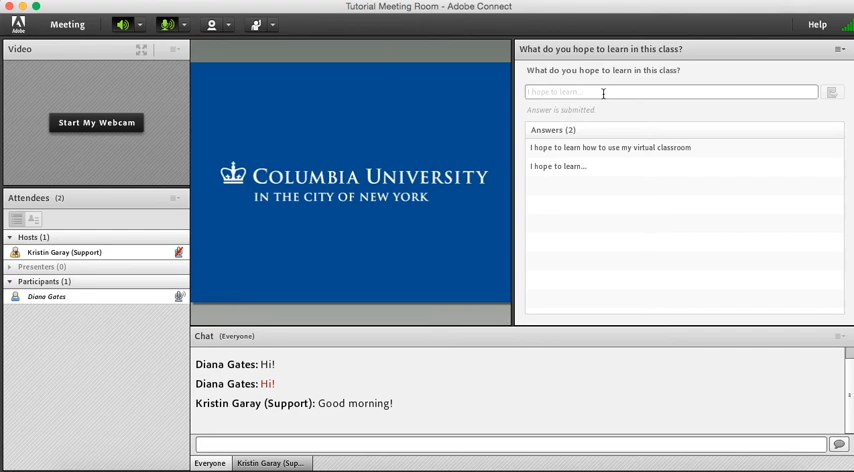 Tutorial Meeting Room - Adobe Connect
Adobe
Meeting
Help
Video
Start My Webcam
Attendees (2)
Hosts (1)
Kristin Garay (Support)
Presenters (0)
Participants (1)
Diana Gates
COLUMBIA UNIVERSITY
IN THE CITY OF NEW YORK
What do you hope to learn in this class?
What do you hope to learn in this class?
I hope to learn...
Answer is submitted.
Answers (2)
I hope to learn how to use my virtual classroom
I hope to learn...
Chat (Everyone)
Diana Gates: Hi!
Diana Gates: Hi!
Kristin Garay (Support): Good morning!
Everyone
Kristin Garay (Sup...